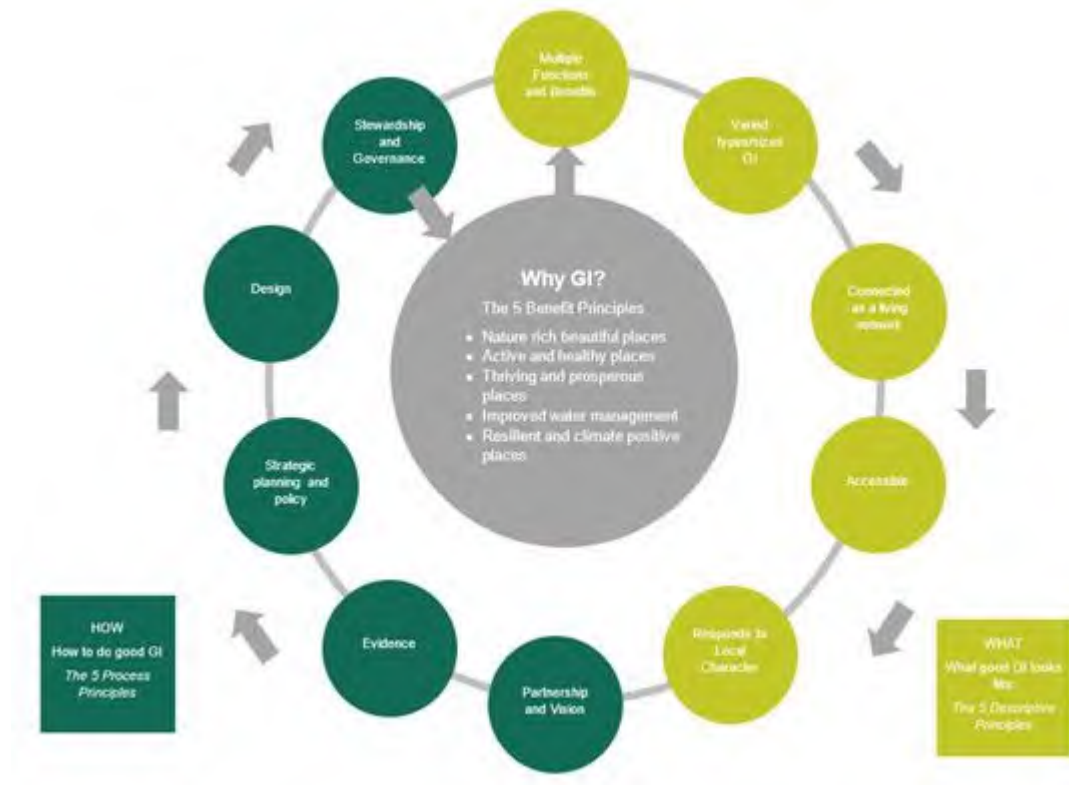 Multiple
Functions
and Benefits
Varied
types/sizes
GI
Connected
as a living
network
Accessible
Responds to
Local
Character
Partnership
and Vision
Evidence
Strategic
planning and
policy
Design
Stewardship
and
Governance
Why GI?
The 5 Benefit Principles
• Nature rich beautiful places
• Active and healthy places
• Thriving and prosperous
places
• Improved water management
• Resilient and climate positive
places
HOW
How to do good GI
The 5 Process
Principles
WHAT
What good GI looks
like
The 5 Descriptive
Principles